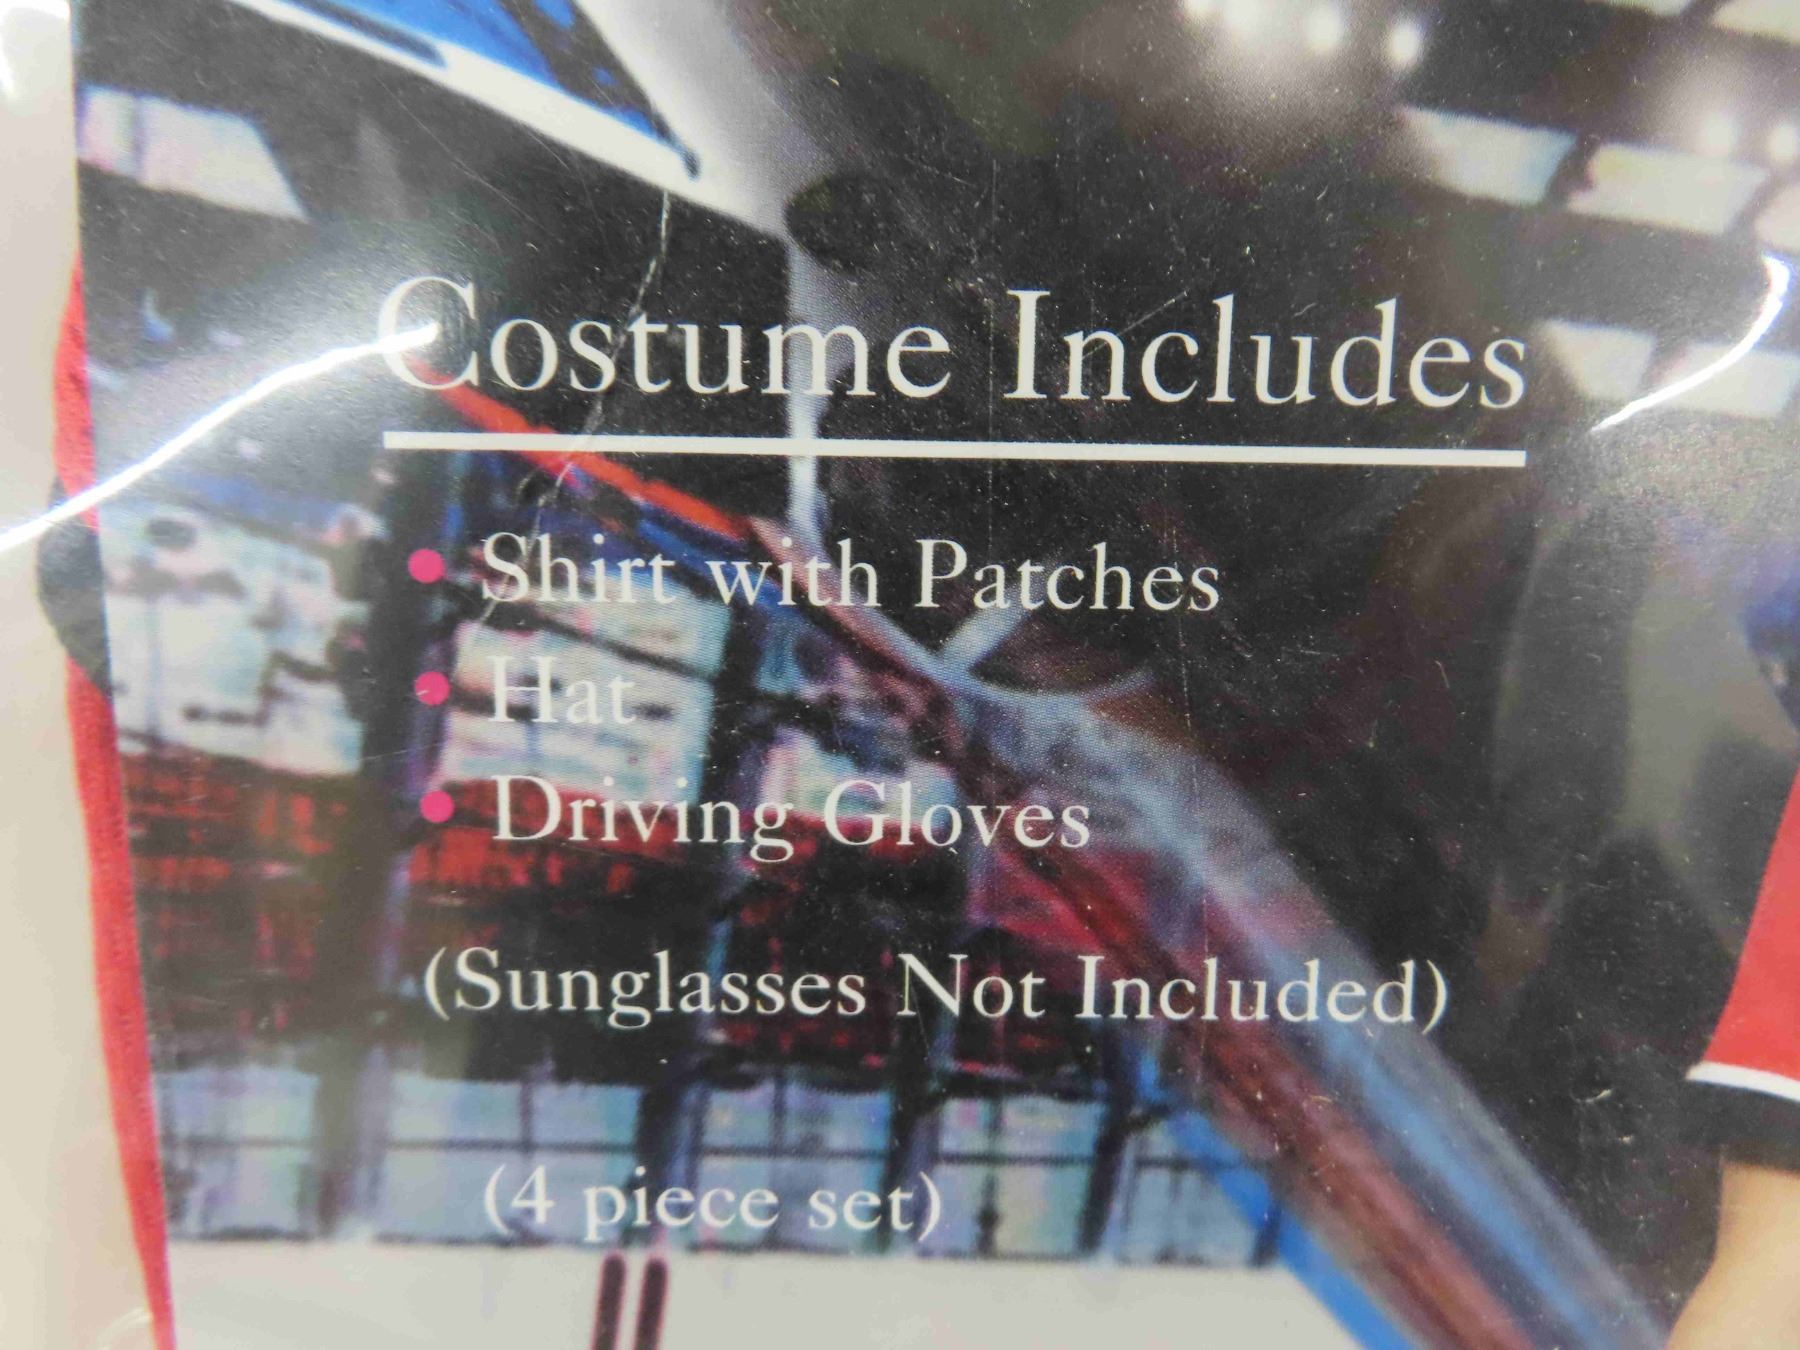 Costume Includes
• Shirt with Patches
• Hat
• Driving Gloves
(Sunglasses Not Included)
(4 piece set)